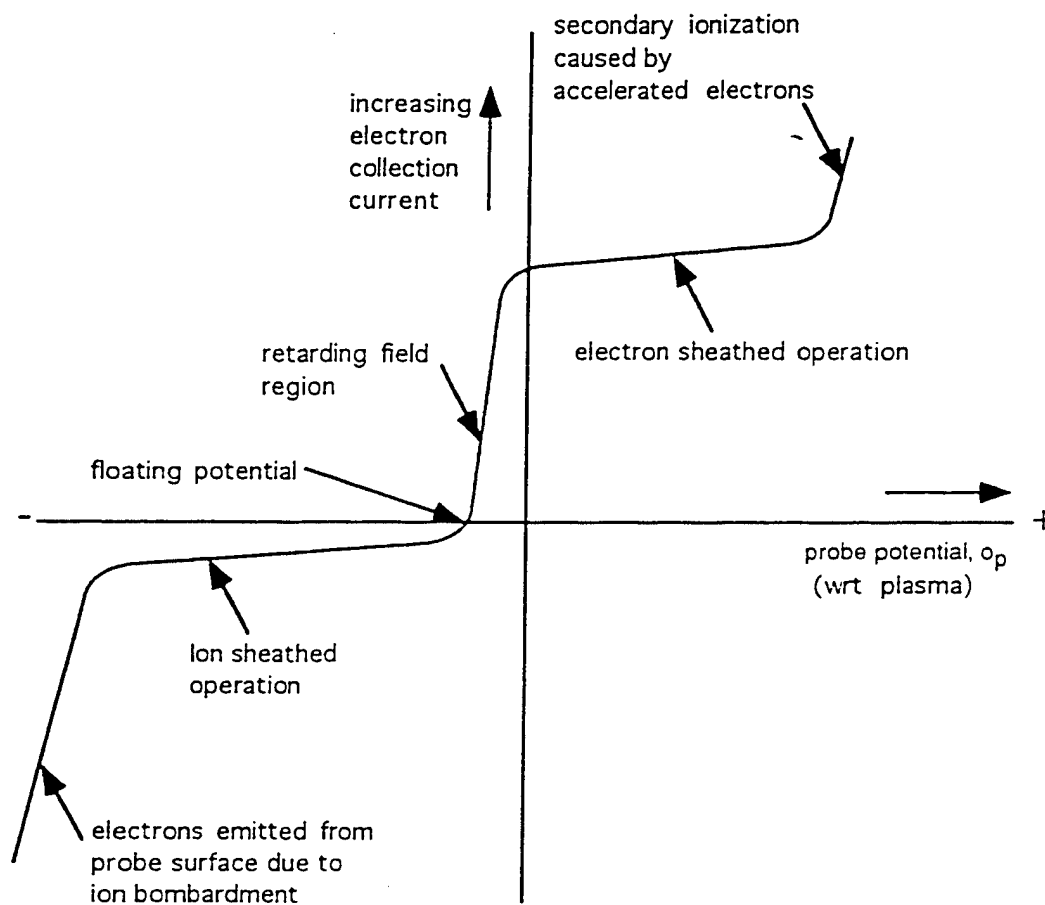 secondary ionization
caused by
accelerated electrons
increasing
electron
collection
current
electron sheathed operation
retarding field
region
floating potential
-
+
probe potential, op
(wrt plasma)
Ion sheathed
operation
electrons emitted from
probe surface due to
ion bombardment